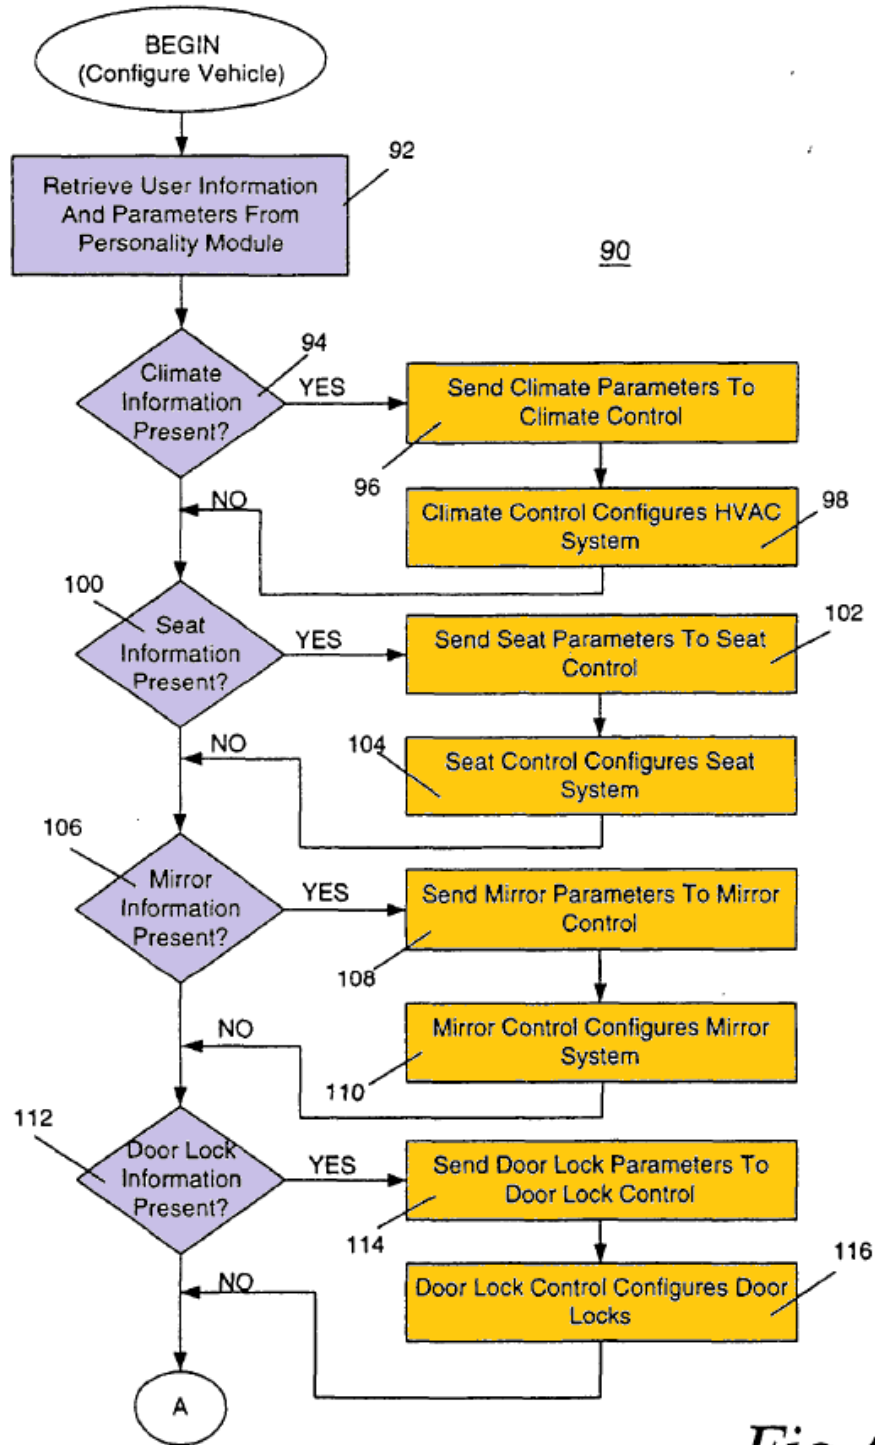 BEGIN
(Configure Vehicle)
92
Retrieve User Information
And Parameters From
Personality Module
90
94
Climate
Information
Present?
YES
Send Climate Parameters To
Climate Control
96
NO
Climate Control Configures HVAC
System
98
100
Seat
Information
Present?
YES
Send Seat Parameters To Seat
Control
102
NO
104
Seat Control Configures Seat
System
106
Mirror
Information
Present?
YES
Send Mirror Parameters To Mirror
Control
108
NO
Mirror Control Configures Mirror
System
110
112
Door Lock
Information
Present?
YES
Send Door Lock Parameters To
Door Lock Control
114
NO
Door Lock Control Configures Door
Locks
116
A